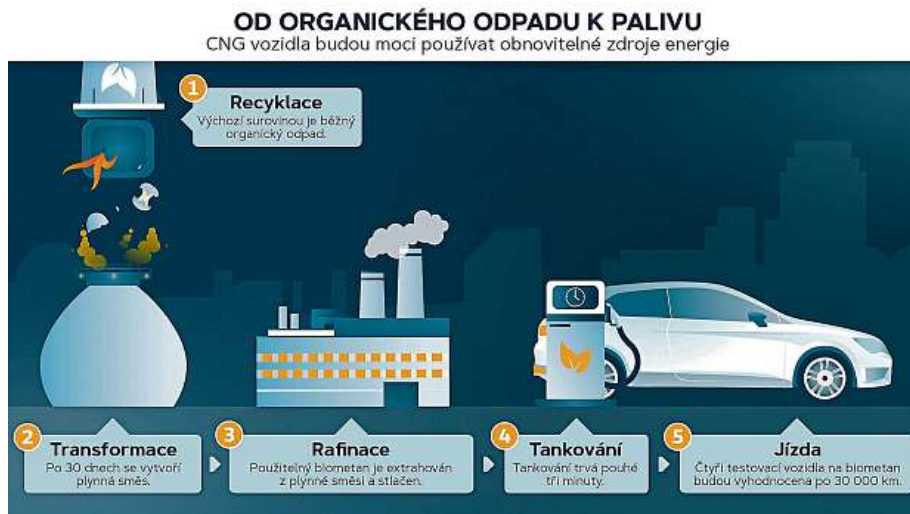 OD ORGANICKÉHO ODPADU K PALIVU
CNG vozidla budou moci používat obnovitelné zdroje energie
1
Recyklace
Výchozí surovinou je běžný
organický odpad.
2
Transformace
Po 30 dnech se vytvoří
plynná směs.
3
Rafinace
Použitelný biometan je extrahován
z plynné směsi a stlačen.
4
Tankování
Tankování trvá pouhé
tři minuty.
5
Jízda
Čtyři testovací vozidla na biometan
budou vyhodnocena po 30 000 km.